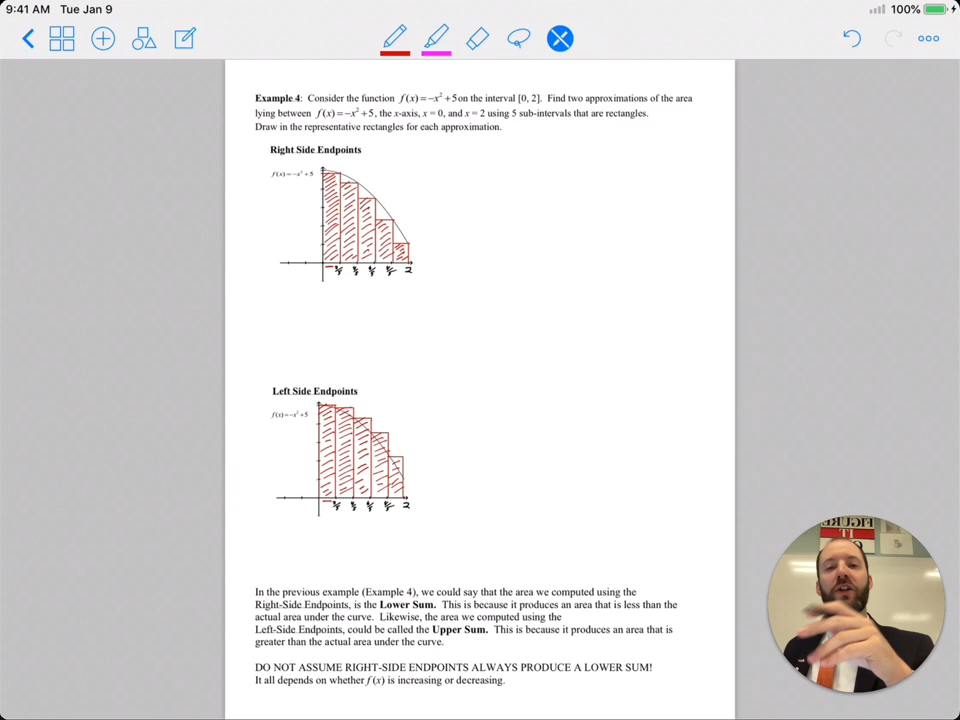 9:41 AM Tue Jan 9
100%
Example 4: Consider the function f(x)=−x²+5 on the interval [0, 2]. Find two approximations of the area
lying between f(x)=−x²+5, the x-axis, x = 0, and x = 2 using 5 sub-intervals that are rectangles.
Draw in the representative rectangles for each approximation.
Right Side Endpoints
f(x)=−x²+5
2
Left Side Endpoints
f(x)=−x²+5
2
FIGURE
IT
In the previous example (Example 4), we could say that the area we computed using the
Right-Side Endpoints, is the Lower Sum. This is because it produces an area that is less than the
actual area under the curve. Likewise, the area we computed using the
Left-Side Endpoints, could be called the Upper Sum. This is because it produces an area that is
greater than the actual area under the curve.
DO NOT ASSUME RIGHT-SIDE ENDPOINTS ALWAYS PRODUCE A LOWER SUM!
It all depends on whether f (x) is increasing or decreasing.